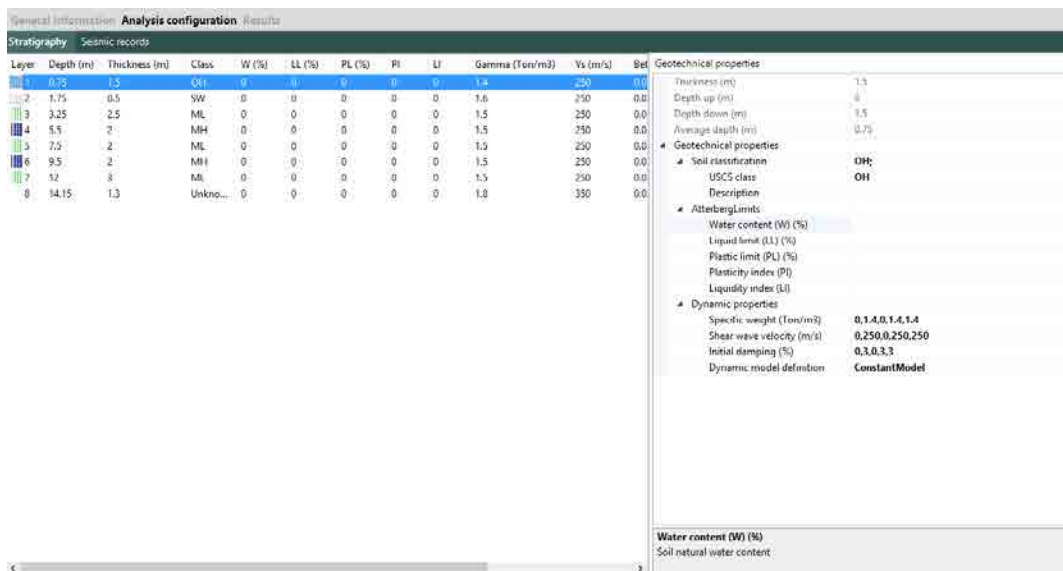 General Information Analysis configuration Results
Stratigraphy Seismic records
Layer Depth (m) Thickness (m) Class W (%) LL (%) PL (%) PI LI Gamma (Ton/m3) Vs (m/s) Bet
1 0.75 1.5 OH 0 0 0 0 0 1.4 250 0.0
2 1.75 0.5 SW 0 0 0 0 0 1.6 250 0.0
3 3.25 2.5 ML 0 0 0 0 0 1.5 250 0.0
4 5.5 2 MH 0 0 0 0 0 1.5 250 0.0
5 7.5 2 ML 0 0 0 0 0 1.5 250 0.0
6 9.5 2 MH 0 0 0 0 0 1.5 250 0.0
7 12 3 ML 0 0 0 0 0 1.5 250 0.0
8 14.15 1.3 Unkno... 0 0 0 0 0 1.8 350 0.0
Geotechnical properties
Thickness (m) 1.5
Depth up (m) 0
Depth down (m) 1.5
Average depth (m) 0.75
Geotechnical properties
Soil classification OH;
USCS class OH
Description
AtterbergLimits
Water content (W) (%)
Liquid limit (LL) (%)
Plastic limit (PL) (%)
Plasticity index (PI)
Liquidity index (LI)
Dynamic properties
Specific weight (Ton/m3) 0,1.4,0,1.4,1.4
Shear wave velocity (m/s) 0,250,0,250,250
Initial damping (%) 0,3,0,3,3
Dynamic model definition ConstantModel
Water content (W) (%)
Soil natural water content